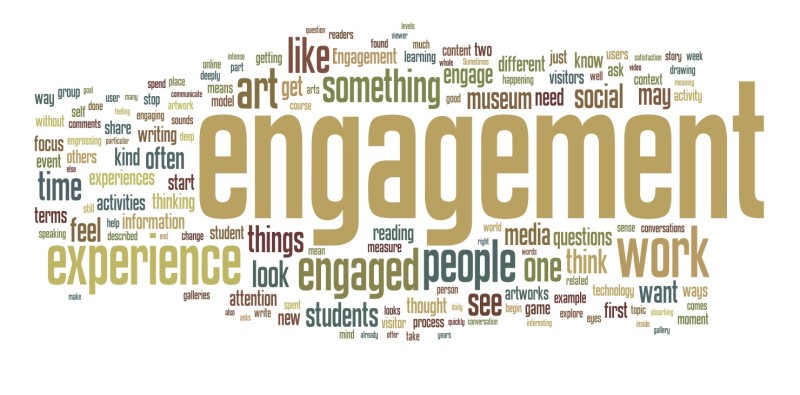 question readers levels viewer
like Engagement found much content two
intense getting learning whole Sometimes different just know users satisfaction story week
online deeply part engage happening visitors well ask video drawing
spend place means get arts something good museum need social context may meaning activity
way group goal user many stop communicate model art course
self done feeling artwork
without comments share engaging sounds
focus engrossing particular writing deep
event others kind often
else
time experiences start
still activities thinking
engagement
terms help information
speaking feel described end change student things reading world media questions sense conversations
measure right words
experience mean look engaged people one think work
related
make galleries attention spent person artworks example technology want ways
also asks write new students looks thought daily see begin game explore first topic absorbing comes
visitor process quickly conversation interesting eyes inside moment
mind already offer take years gallery